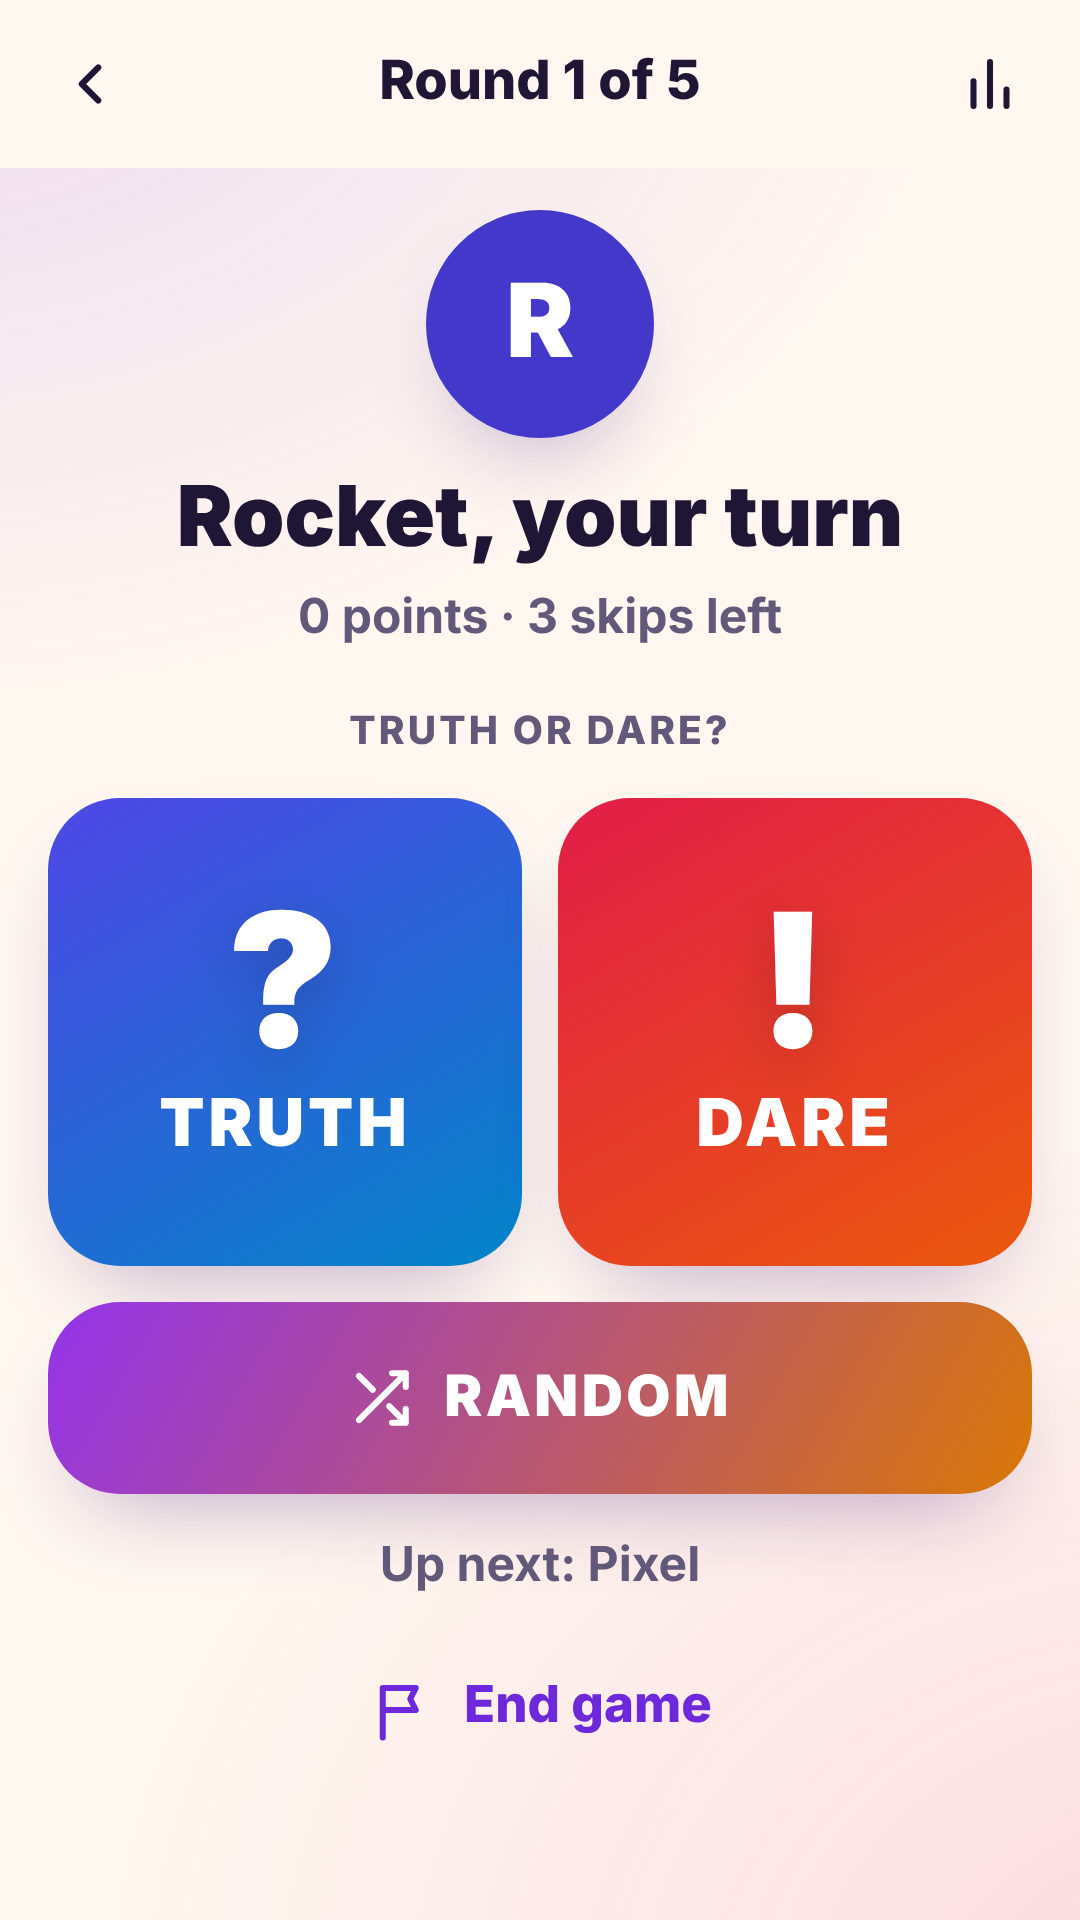 Round 1 of 5
R
Rocket, your turn
0 points · 3 skips left
TRUTH OR DARE?
?
TRUTH
!
DARE
RANDOM
Up next: Pixel
End game